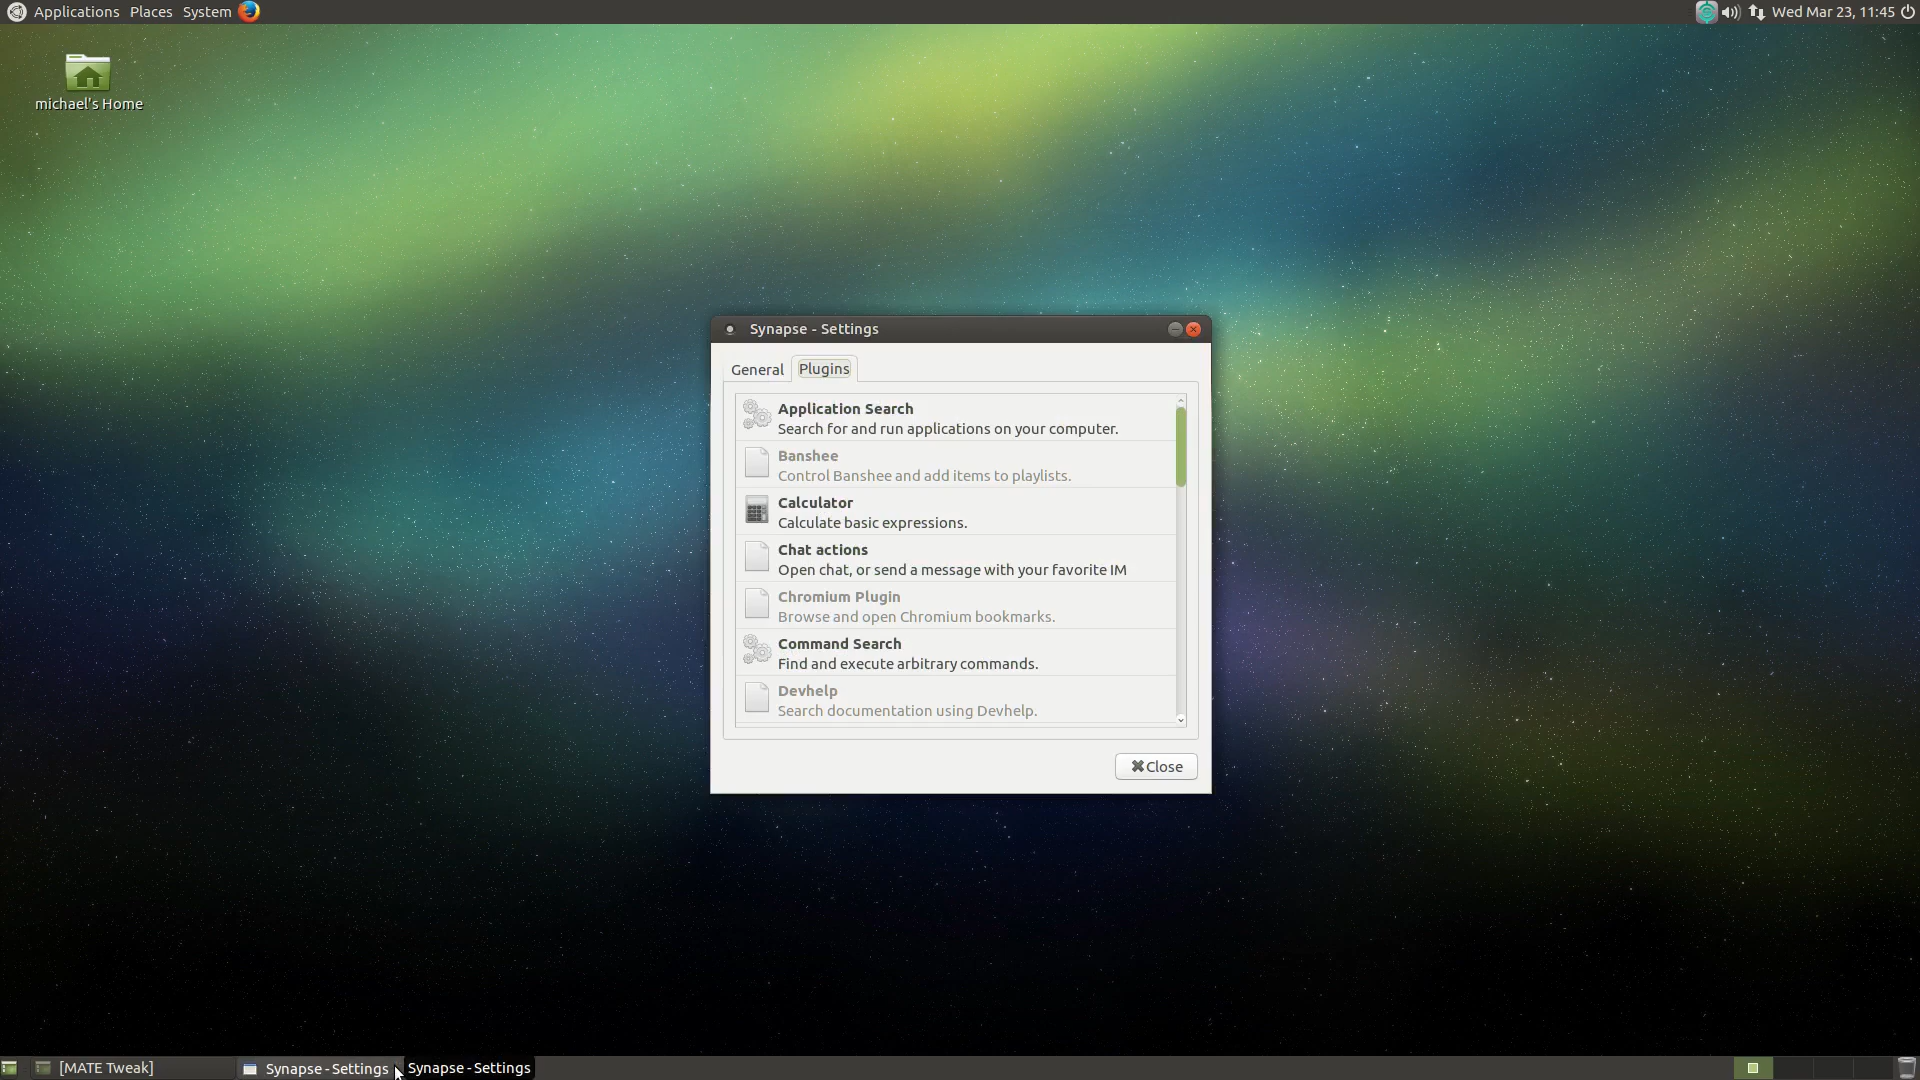 Applications Places System
Wed Mar 23, 11:45
michael's Home
Synapse - Settings
General Plugins
Application Search
Search for and run applications on your computer.
Banshee
Control Banshee and add items to playlists.
Calculator
Calculate basic expressions.
Chat actions
Open chat, or send a message with your favorite IM
Chromium Plugin
Browse and open Chromium bookmarks.
Command Search
Find and execute arbitrary commands.
Devhelp
Search documentation using Devhelp.
Close
[MATE Tweak]
Synapse - Settings
Synapse - Settings